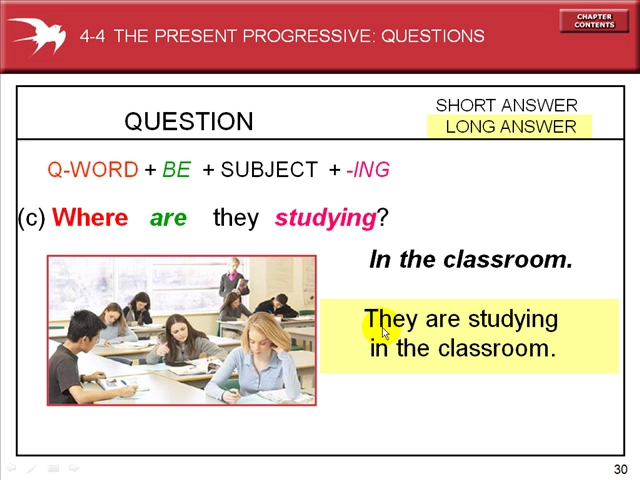 4-4 THE PRESENT PROGRESSIVE: QUESTIONS
CHAPTER
CONTENTS
QUESTION
SHORT ANSWER
LONG ANSWER
Q-WORD + BE + SUBJECT + -ING
(c) Where are they studying?
In the classroom.
They are studying
in the classroom.
30